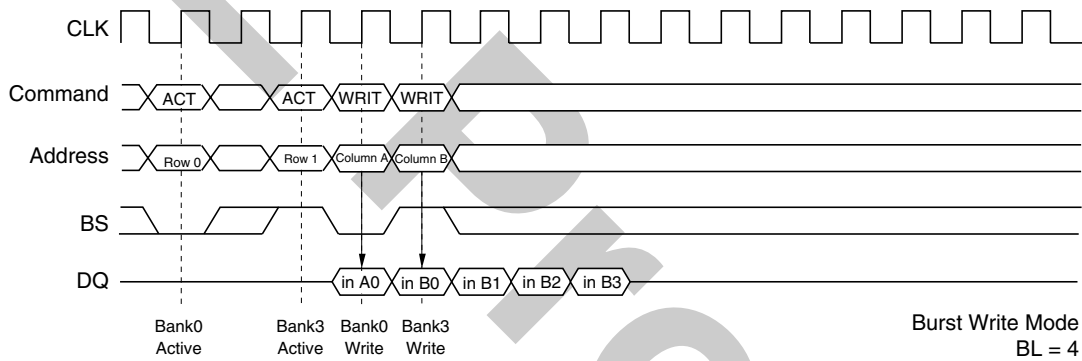 CLK
Command ACT ACT WRIT WRIT
Address Row 0 Row 1 Column A Column B
BS
DQ in A0 in B0 in B1 in B2 in B3
Bank0 Bank3 Bank0 Bank3
Active Active Write Write
Burst Write Mode
BL = 4